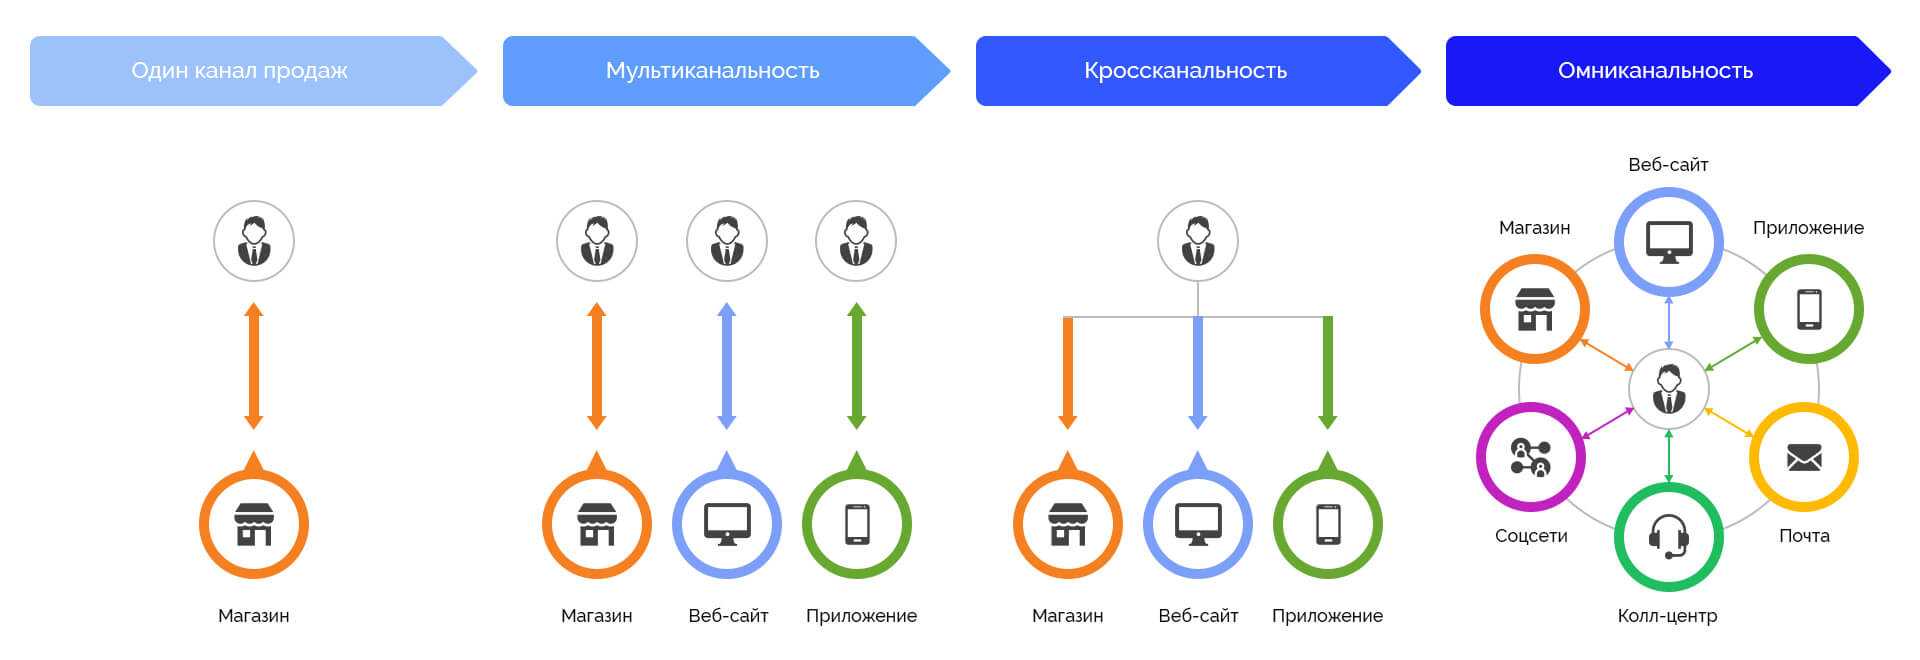 Один канал продаж
Мультиканальность
Кроссканальность
Омниканальность
Магазин
Магазин
Веб-сайт
Приложение
Магазин
Веб-сайт
Приложение
Веб-сайт
Магазин
Приложение
Соцсети
Почта
Колл-центр